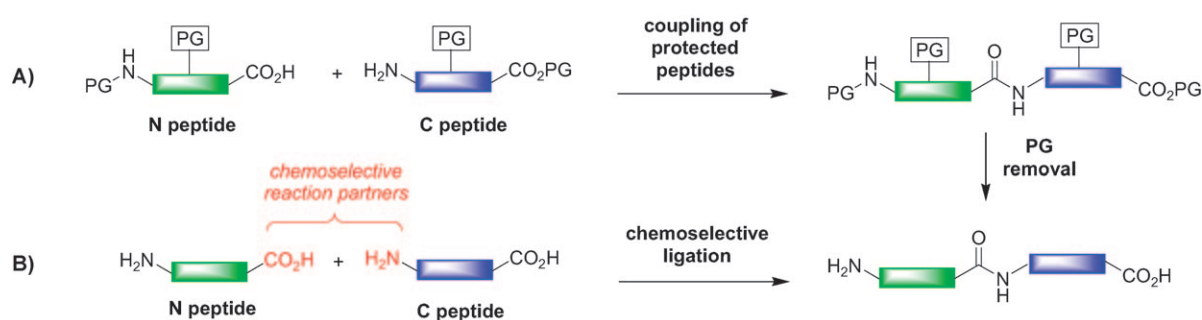 A)
PG
H
N
PG
CO₂H
N peptide
+
PG
H₂N
CO₂PG
C peptide
coupling of
protected
peptides
PG
H
N
PG
O
N
H
PG
CO₂PG
PG
removal
chemoselective
reaction partners
B)
H₂N
CO₂H
N peptide
+
H₂N
CO₂H
C peptide
chemoselective
ligation
H₂N
O
N
H
CO₂H